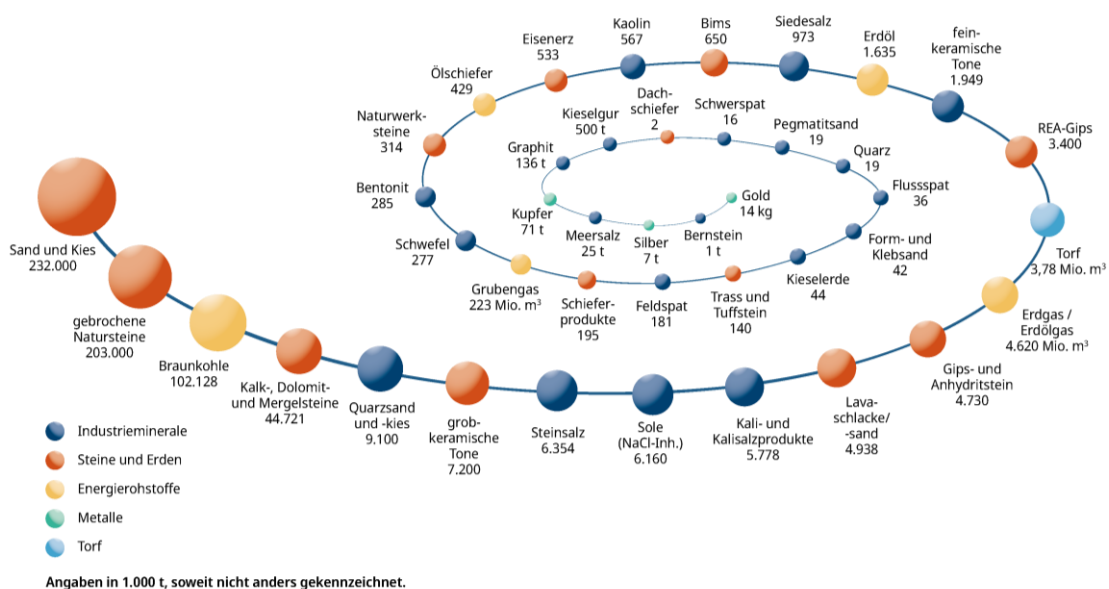 Sand und Kies
232.000
gebrochene
Natursteine
203.000
Braunkohle
102.128
Kalk-, Dolomit-
und Mergelsteine
44.721
Quarzsand
und -kies
9.100
grob-
keramische
Tone
7.200
Steinsalz
6.354
Sole
(NaCl-Inh.)
6.160
Kali- und
Kalisalzprodukte
5.778
Lava-
schlacke/
-sand
4.938
Gips- und
Anhydritstein
4.730
Erdgas /
Erdölgas
4.620 Mio. m³
Torf
3,78 Mio. m³
REA-Gips
3.400
fein-
keramische
Tone
1.949
Erdöl
1.635
Siedesalz
973
Bims
650
Kaolin
567
Eisenerz
533
Ölschiefer
429
Naturwerk-
steine
314
Bentonit
285
Schwefel
277
Grubengas
223 Mio. m³
Schiefer-
produkte
195
Feldspat
181
Trass und
Tuffstein
140
Kieselerde
44
Form- und
Klebsand
42
Flussspat
36
Quarz
19
Pegmatitsand
19
Schwerspat
16
Dach-
schiefer
2
Kieselgur
500 t
Graphit
136 t
Kupfer
71 t
Meersalz
25 t
Silber
7 t
Bernstein
1 t
Gold
14 kg
Industrieminerale
Steine und Erden
Energierohstoffe
Metalle
Torf
Angaben in 1.000 t, soweit nicht anders gekennzeichnet.